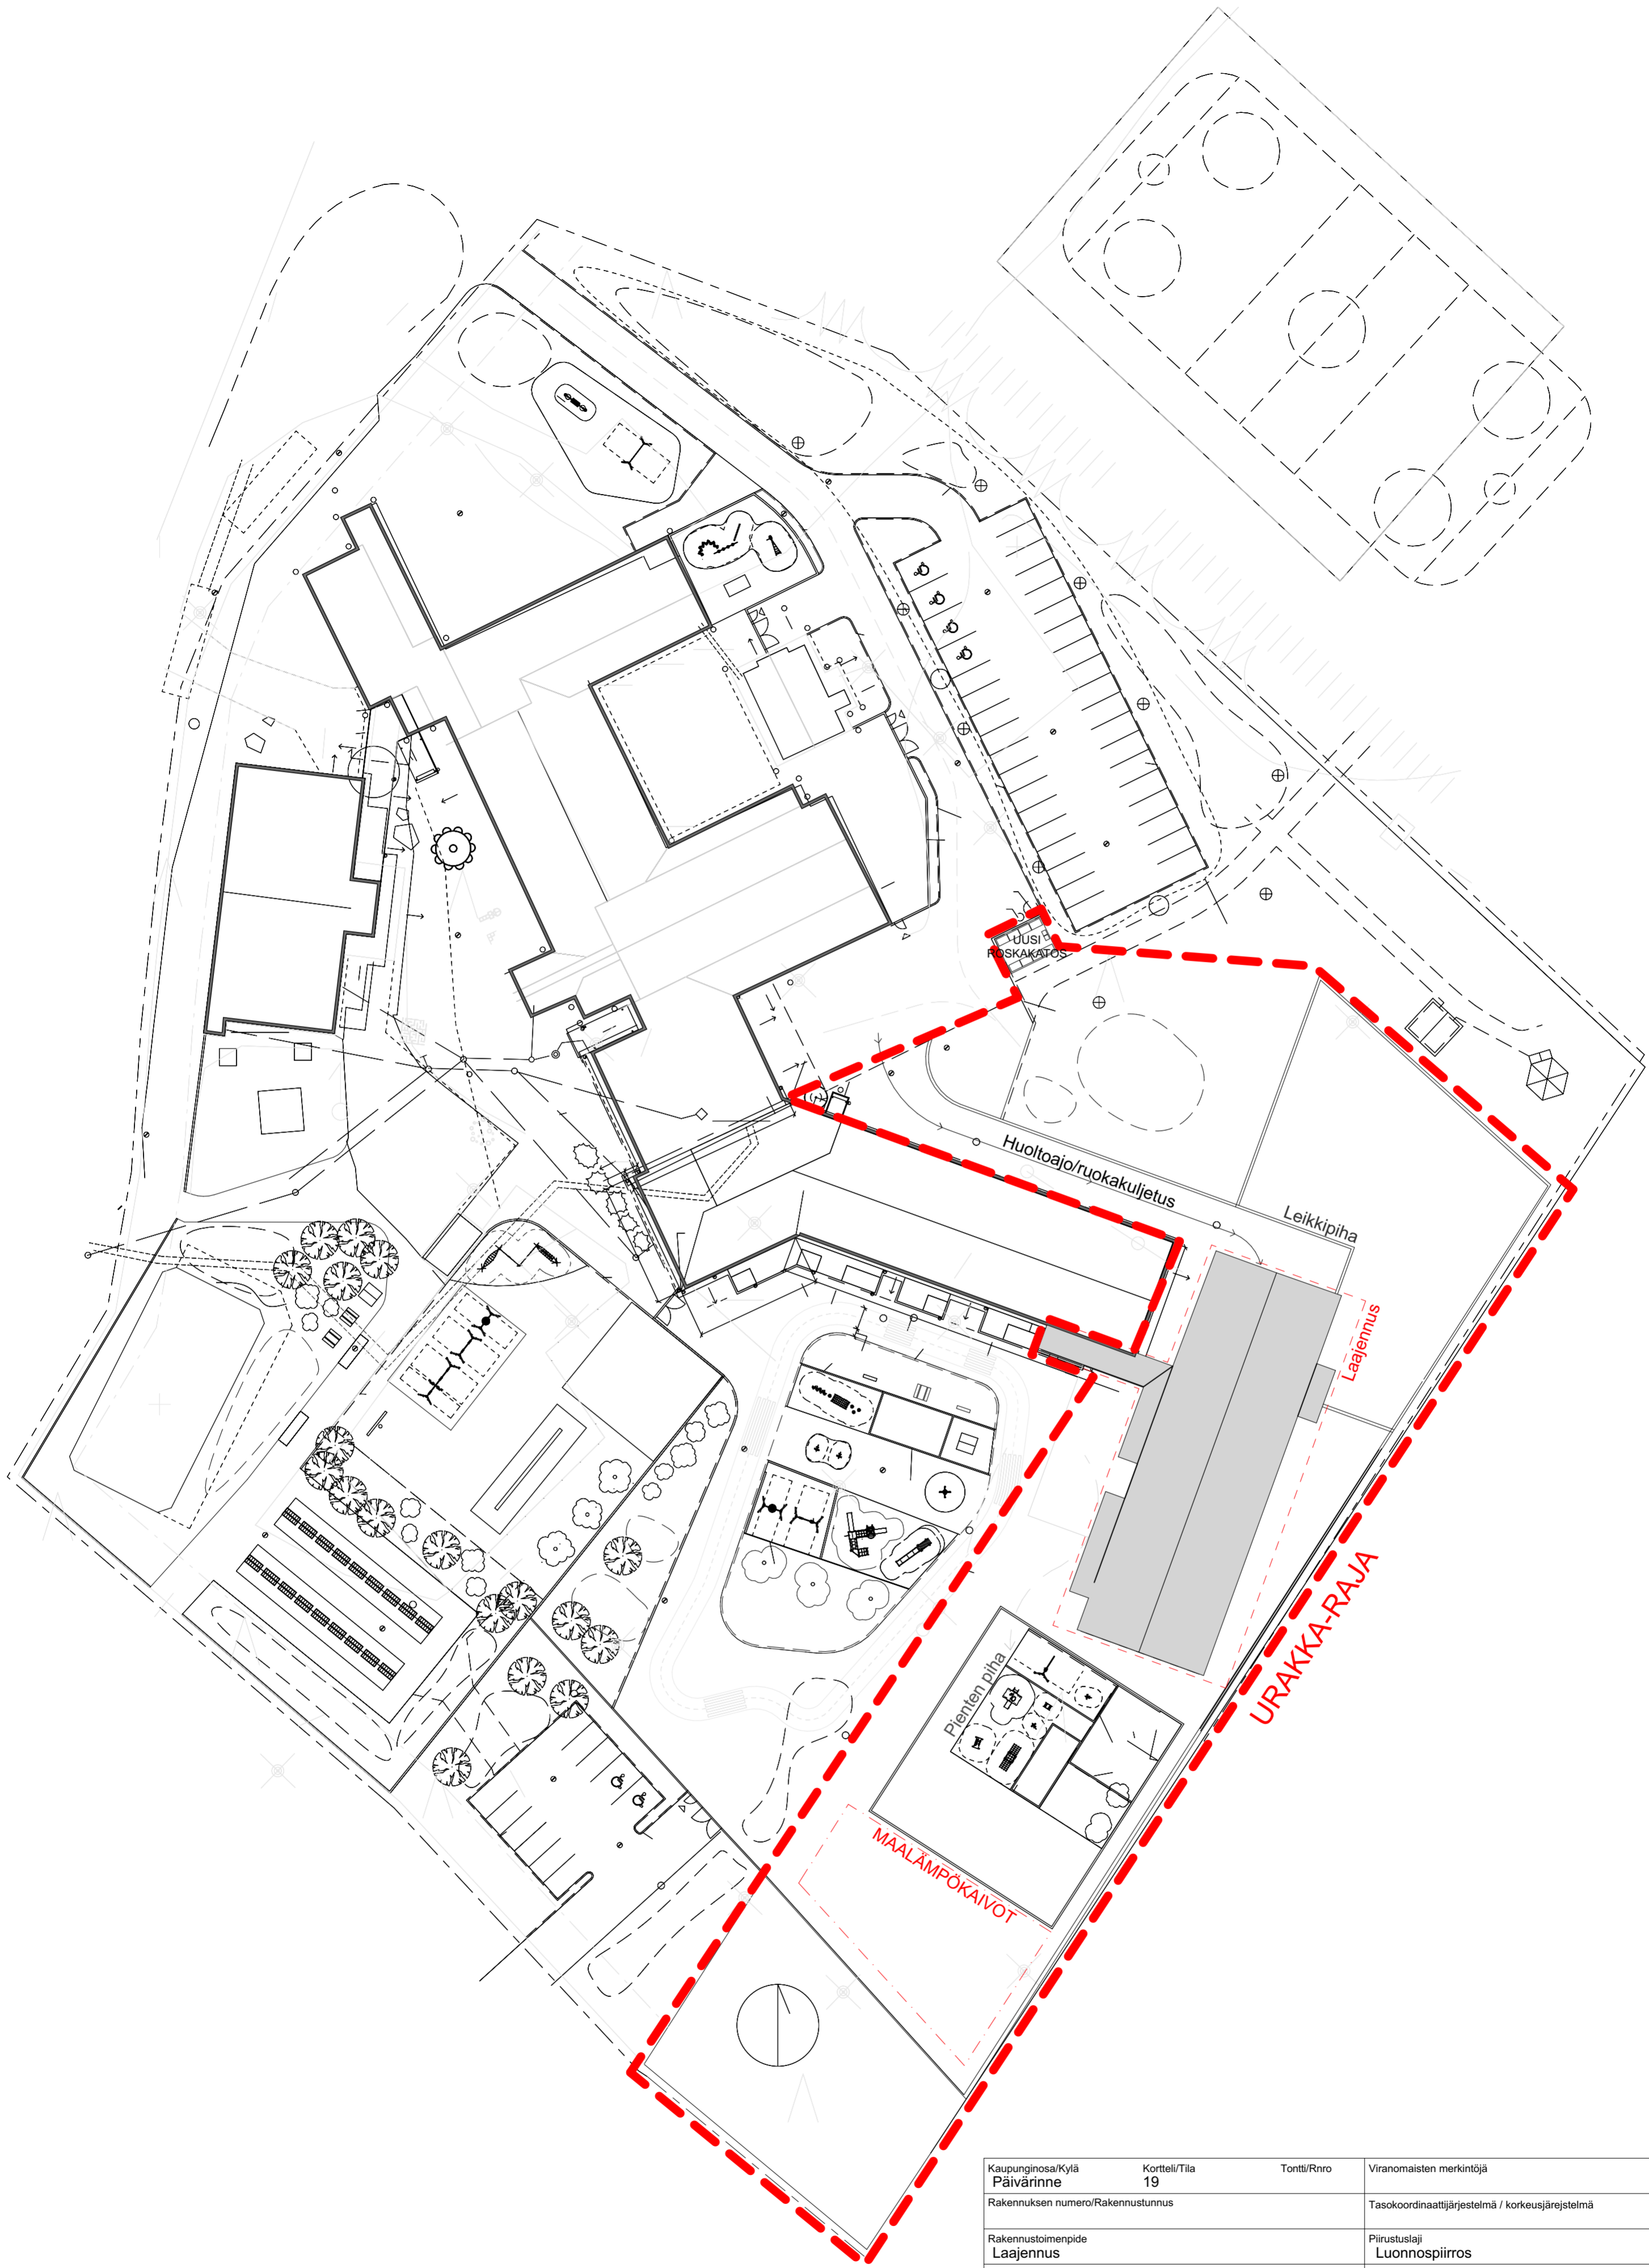 UUSI
ROSKAKATOS
Huoltoajo/ruokakuljetus
Leikkipiha
Laajennus
URAKKA-RAJA
Pienten piha
MAALÄMPÖKAIVOT
Kaupunginosa/Kylä
Kortteli/Tila
Tontti/Rnro
Viranomaisten merkintöjä
Päivärinne
19
Rakennuksen numero/Rakennustunnus
Tasokoordinaattijärjestelmä / korkeusjärejstelmä
Rakennustoimenpide
Piirustuslaji
Laajennus
Luonnospiirros